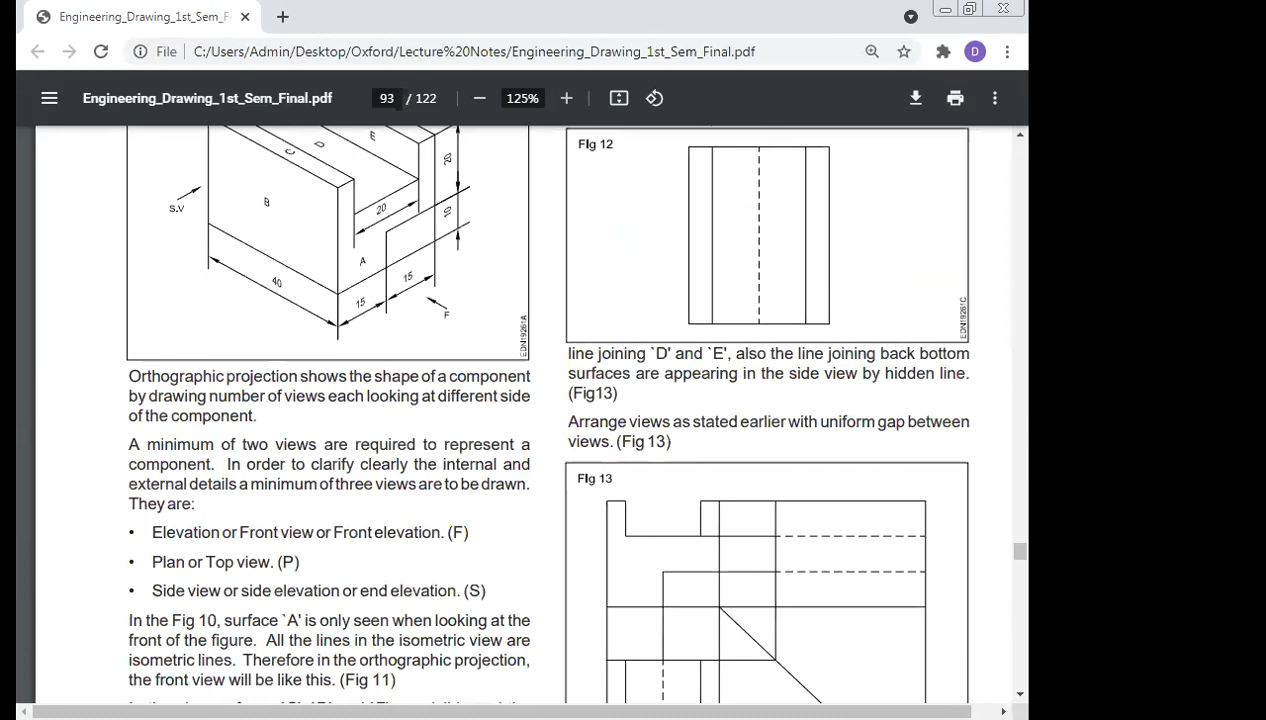 Engineering_Drawing_1st_Sem_F
File
C:/Users/Admin/Desktop/Oxford/Lecture%20Notes/Engineering_Drawing_1st_Sem_Final.pdf
D
Engineering_Drawing_1st_Sem_Final.pdf
93 / 122
125%
C
D
E
B
S.V
20
20
10
A
40
15
15
F
EDN19261A
Orthographic projection shows the shape of a component
by drawing number of views each looking at different side
of the component.
A minimum of two views are required to represent a
component. In order to clarify clearly the internal and
external details a minimum of three views are to be drawn.
They are:
• Elevation or Front view or Front elevation. (F)
• Plan or Top view. (P)
• Side view or side elevation or end elevation. (S)
In the Fig 10, surface `A' is only seen when looking at the
front of the figure. All the lines in the isometric view are
isometric lines. Therefore in the orthographic projection,
the front view will be like this. (Fig 11)
Fig 12
EDN19261C
line joining `D' and `E', also the line joining back bottom
surfaces are appearing in the side view by hidden line.
(Fig13)
Arrange views as stated earlier with uniform gap between
views. (Fig 13)
Fig 13